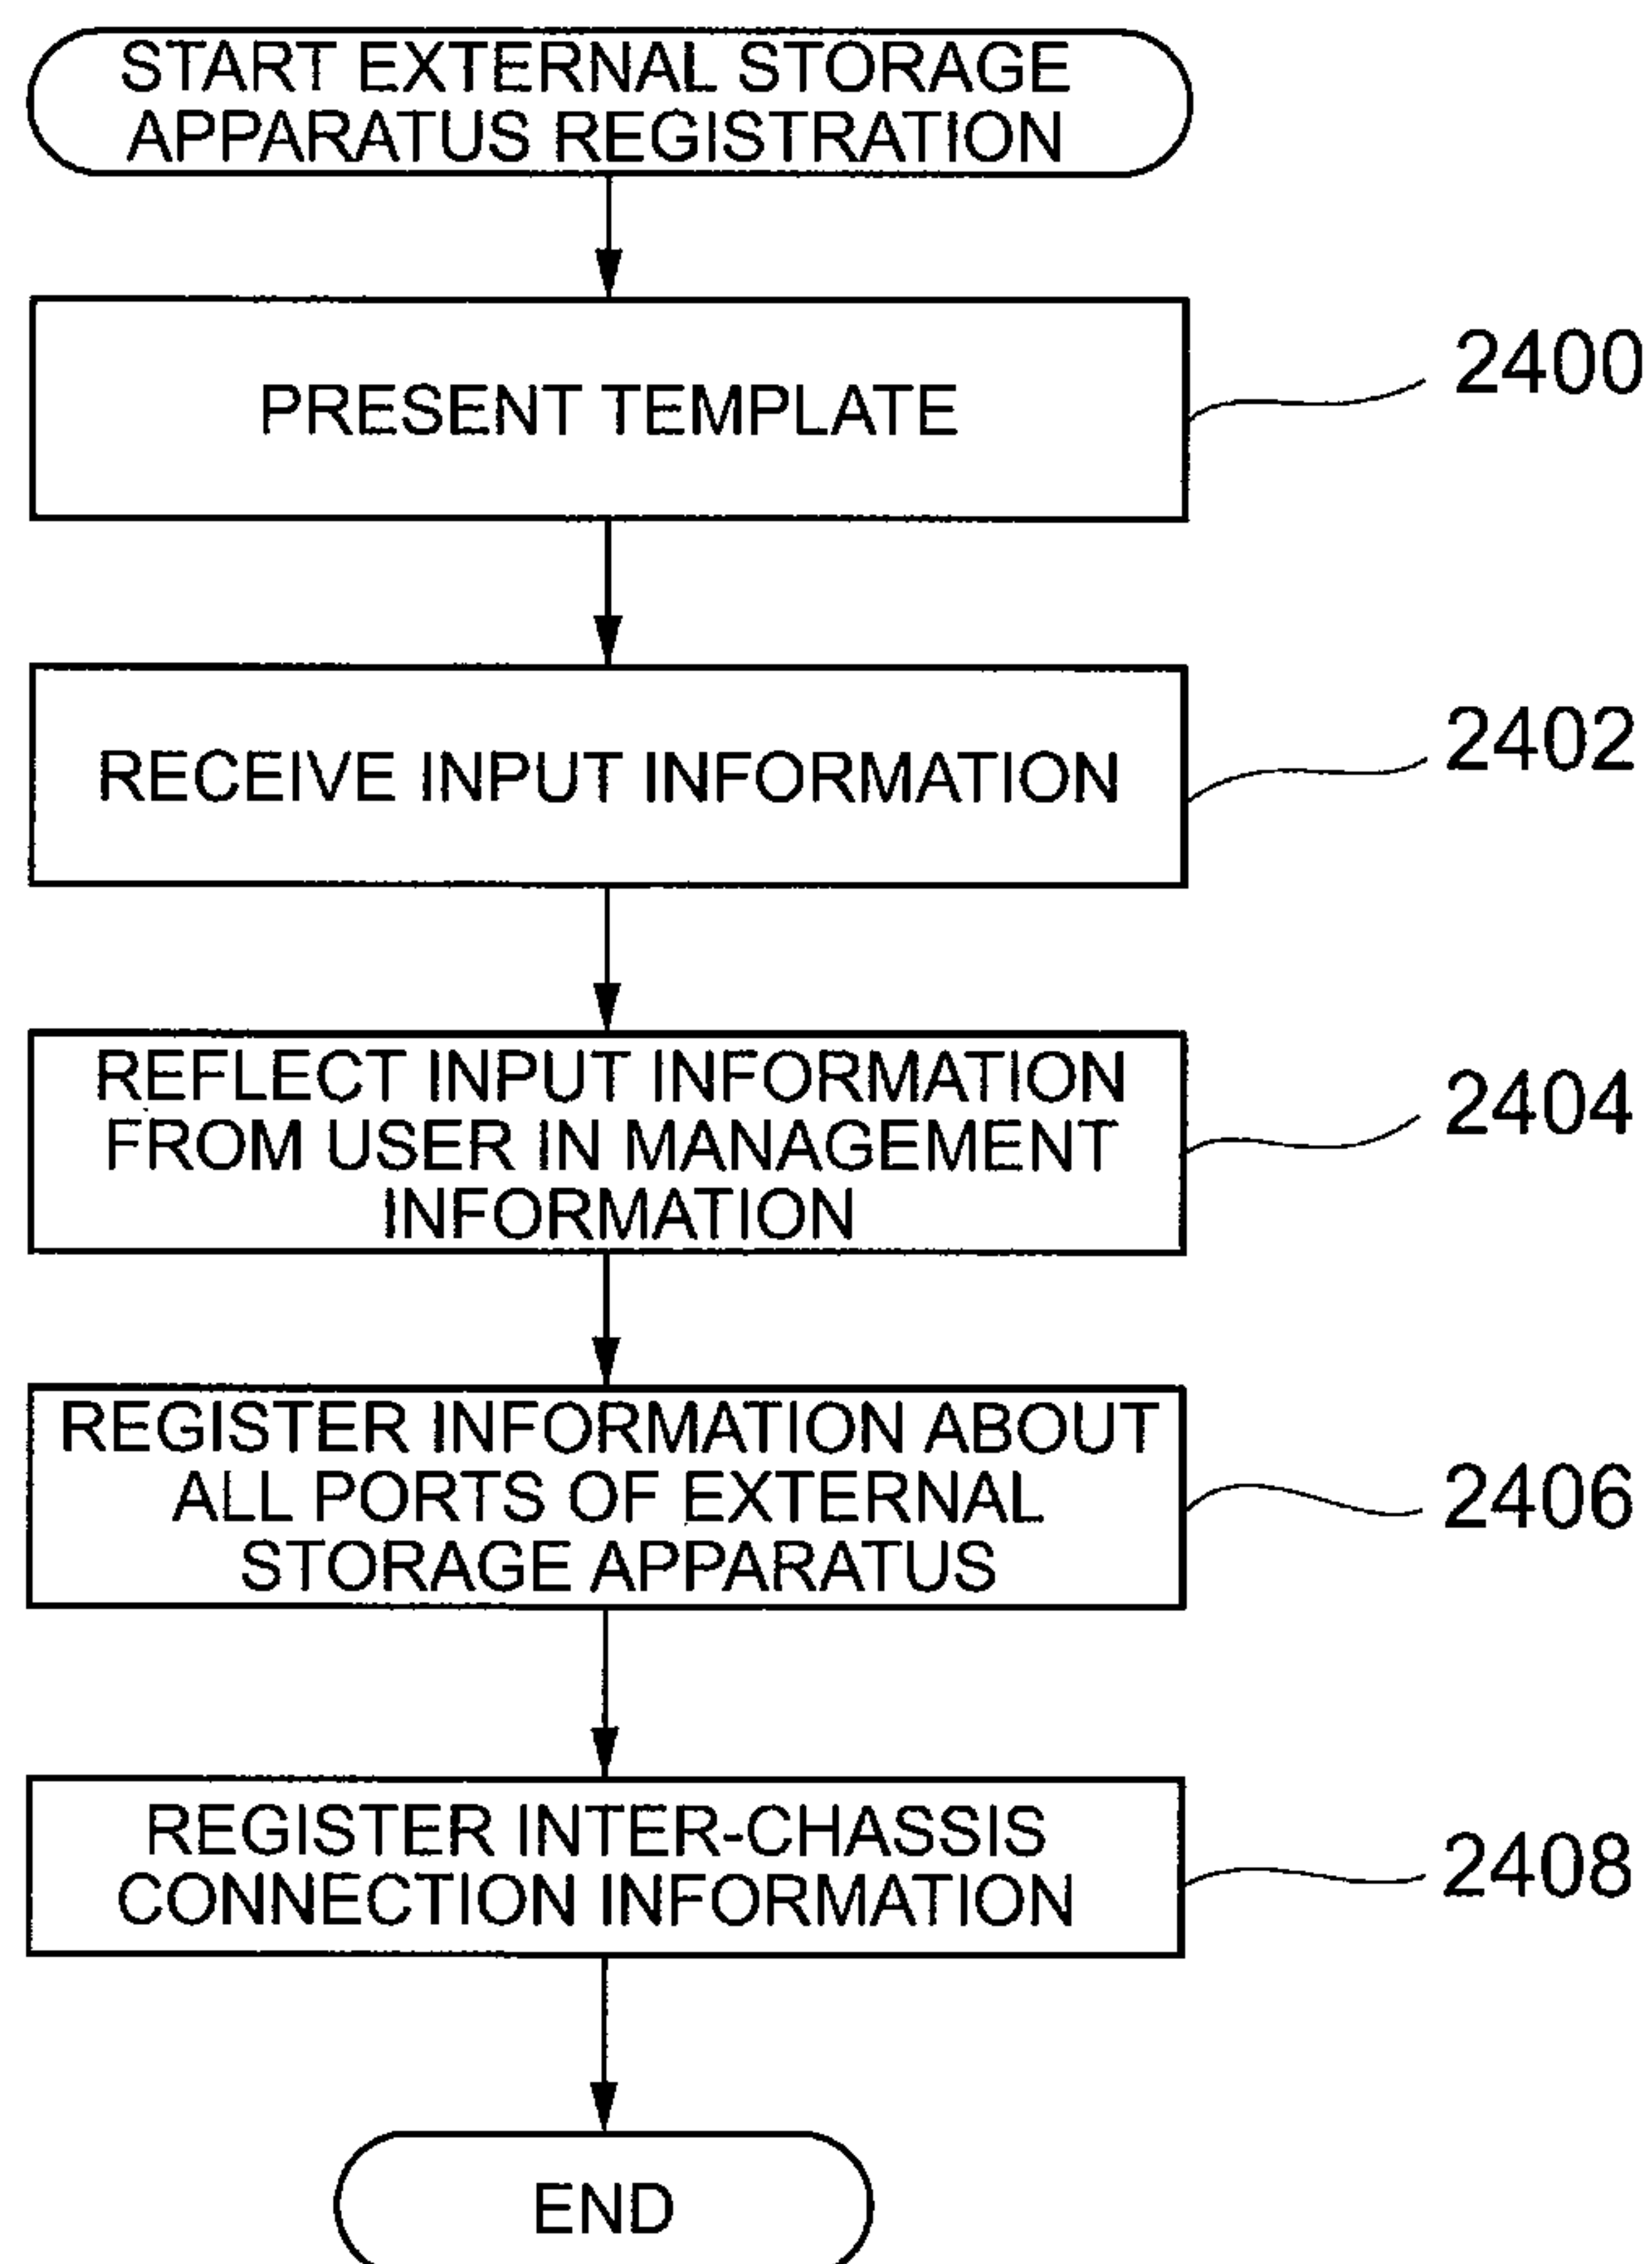 START EXTERNAL STORAGE
APPARATUS REGISTRATION
PRESENT TEMPLATE
2400
RECEIVE INPUT INFORMATION
2402
REFLECT INPUT INFORMATION
FROM USER IN MANAGEMENT
INFORMATION
2404
REGISTER INFORMATION ABOUT
ALL PORTS OF EXTERNAL
STORAGE APPARATUS
2406
REGISTER INTER-CHASSIS
CONNECTION INFORMATION
2408
END